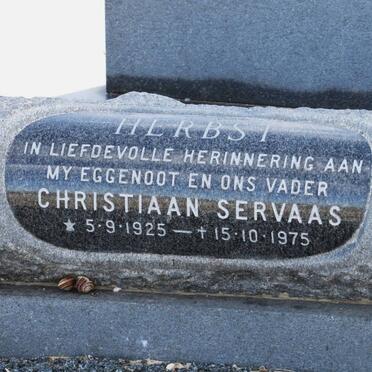 HERBST
IN LIEFDEVOLLE HERINNERING AAN
MY EGGENOOT EN ONS VADER
CHRISTIAAN SERVAAS
★ 5·9·1925 — ✝ 15·10·1975